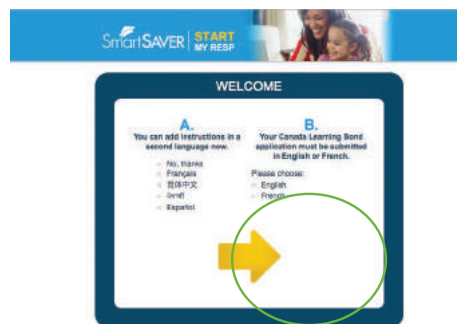 SmartSAVER START
MY RESP
WELCOME
A.
You can add instructions in a
second language now.
No, thanks
Français
简体中文
Español
B.
Your Canada Learning Bond
application must be submitted
in English or French.
Please choose:
English
French